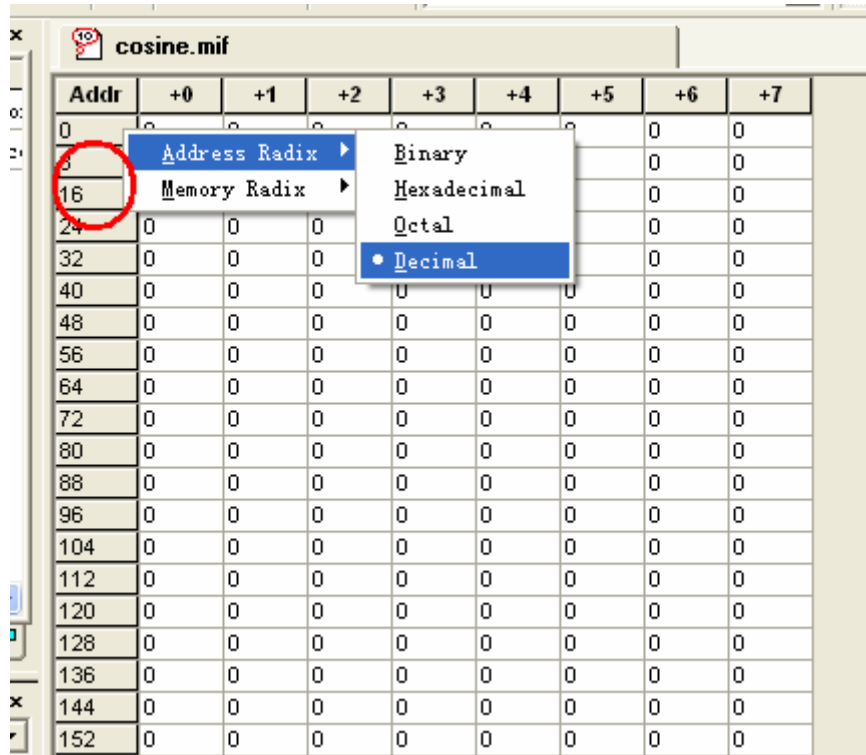 cosine.mif
Addr +0 +1 +2 +3 +4 +5 +6 +7
0 0 0
Address Radix Binary
8 0 0
Memory Radix Hexadecimal
16 0 0
Octal
24 0 0 0 0 0
Decimal
32 0 0 0 0 0
40 0 0 0 0 0 0 0 0
48 0 0 0 0 0 0 0 0
56 0 0 0 0 0 0 0 0
64 0 0 0 0 0 0 0 0
72 0 0 0 0 0 0 0 0
80 0 0 0 0 0 0 0 0
88 0 0 0 0 0 0 0 0
96 0 0 0 0 0 0 0 0
104 0 0 0 0 0 0 0 0
112 0 0 0 0 0 0 0 0
120 0 0 0 0 0 0 0 0
128 0 0 0 0 0 0 0 0
136 0 0 0 0 0 0 0 0
144 0 0 0 0 0 0 0 0
152 0 0 0 0 0 0 0 0